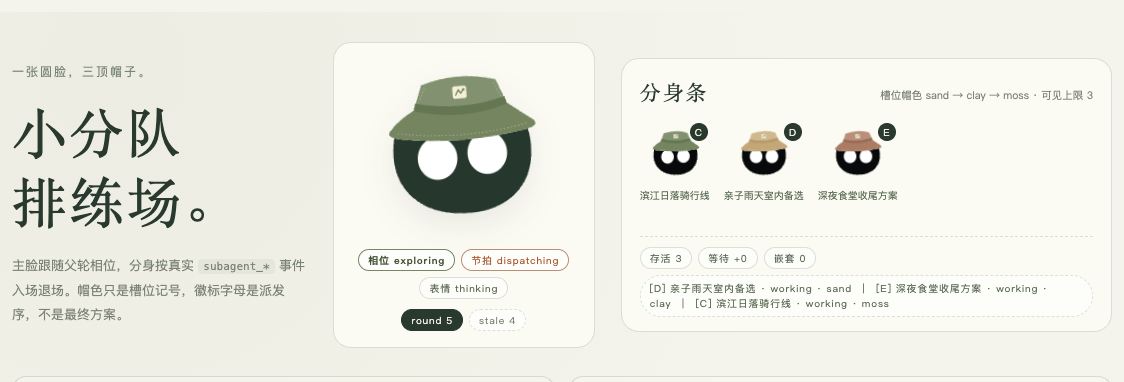 一张圆脸，三顶帽子。
小分队
排练场。
主脸跟随父轮相位，分身按真实 subagent_* 事件
入场退场。帽色只是槽位记号，徽标字母是派发
序，不是最终方案。
相位 exploring
节拍 dispatching
表情 thinking
round 5
stale 4
分身条
槽位帽色 sand → clay → moss · 可见上限 3
C
D
E
滨江日落骑行线
亲子雨天室内备选
深夜食堂收尾方案
存活 3
等待 +0
嵌套 0
[D] 亲子雨天室内备选 · working · sand ｜ [E] 深夜食堂收尾方案 · working ·
clay ｜ [C] 滨江日落骑行线 · working · moss